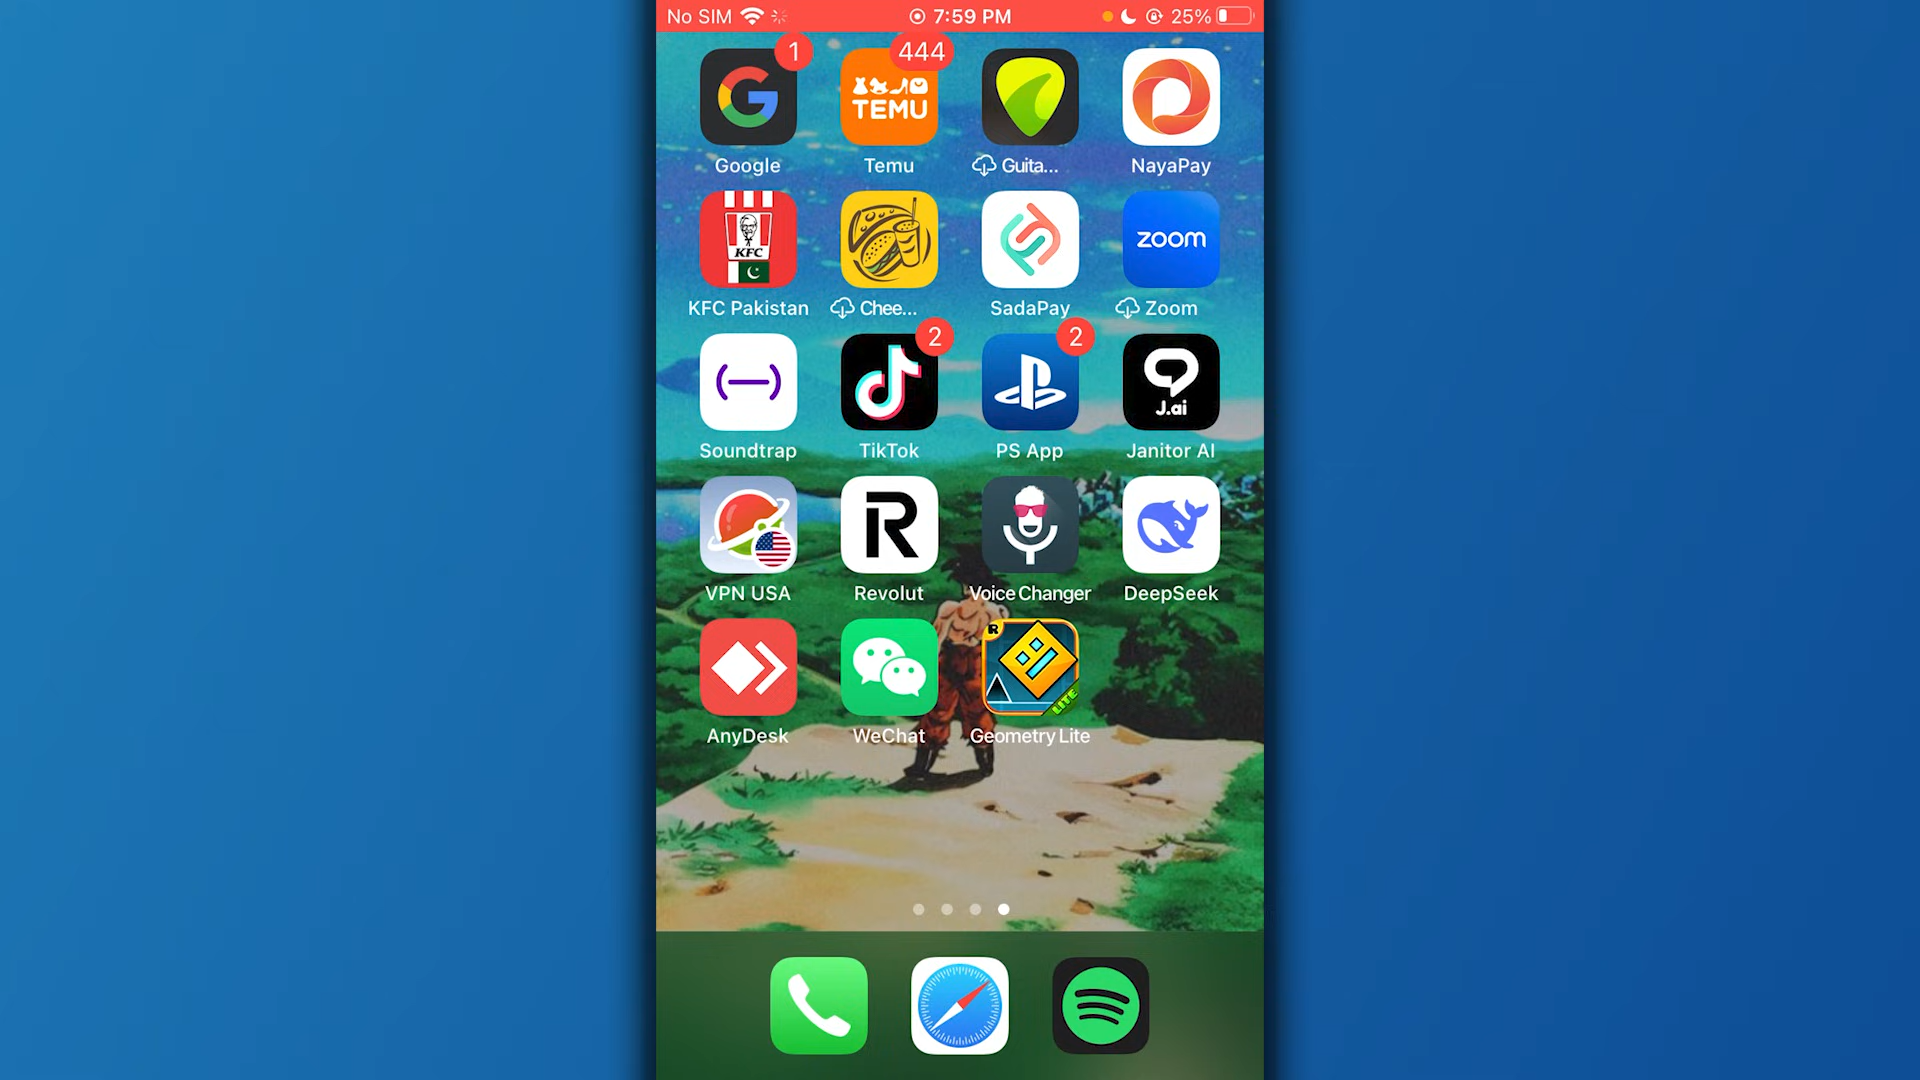 No SIM 7:59 PM 25%
1 444
TEMU
Google Temu Guita... NayaPay
KFC zoom
KFC Pakistan Chee... SadaPay Zoom
2 2
J.ai
Soundtrap TikTok PS App Janitor AI
R
VPN USA Revolut Voice Changer DeepSeek
R
LITE
AnyDesk WeChat Geometry Lite